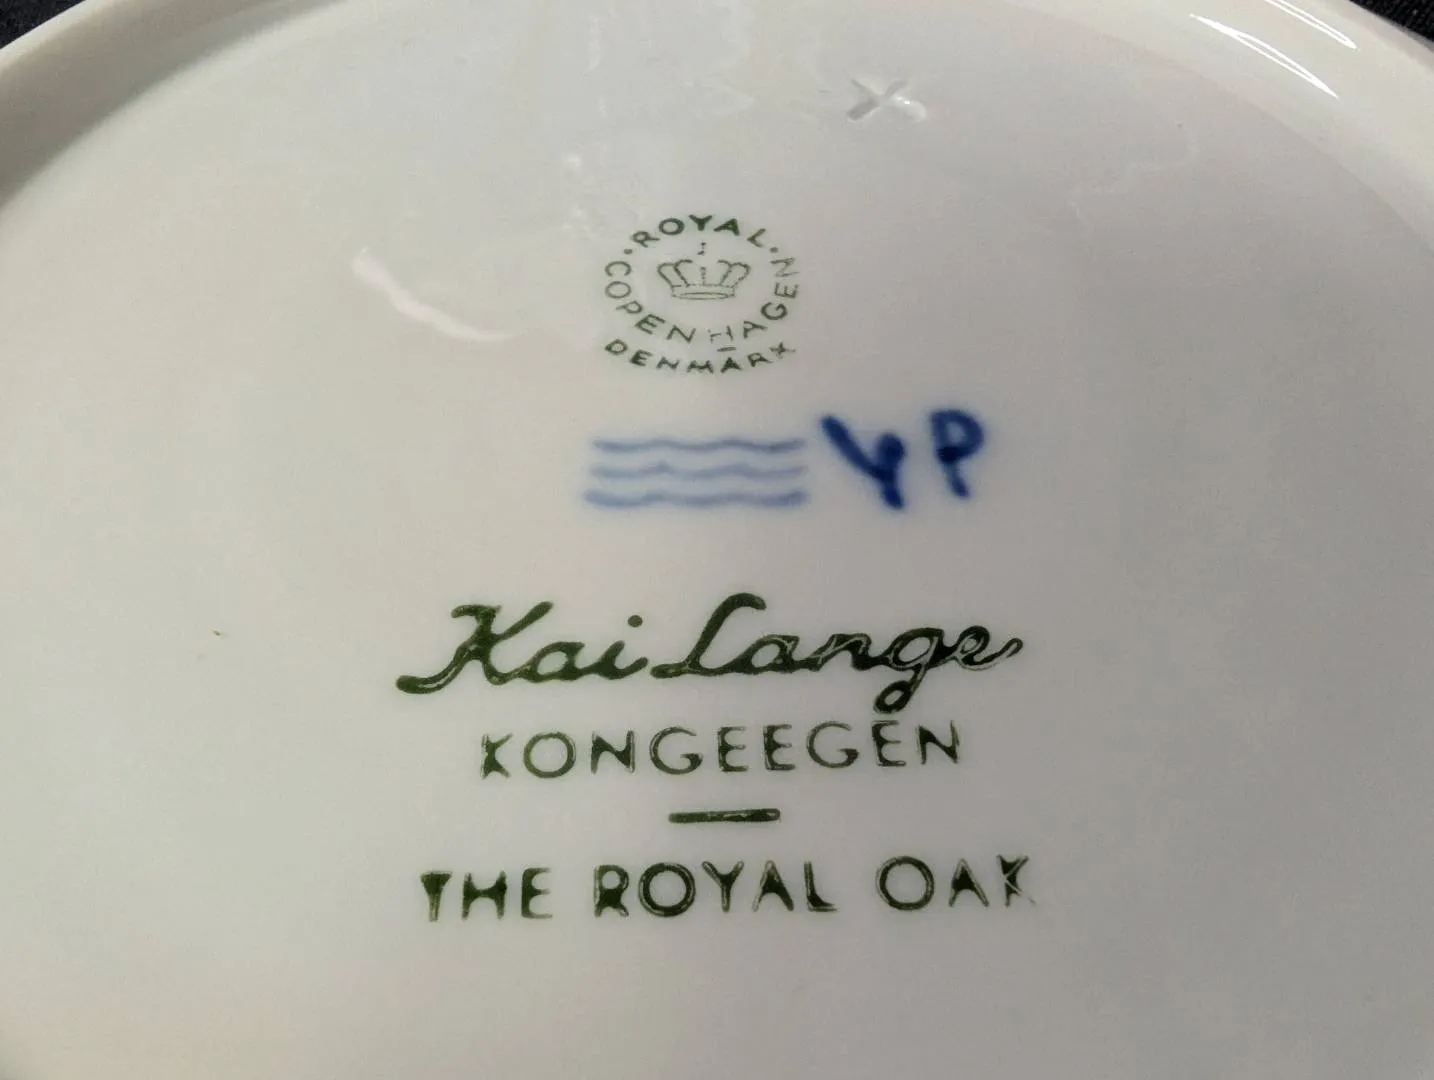 ROYAL
COPENHAGEN
DENMARK
YP
Kai Lange
KONGEEGEN
THE ROYAL OAK